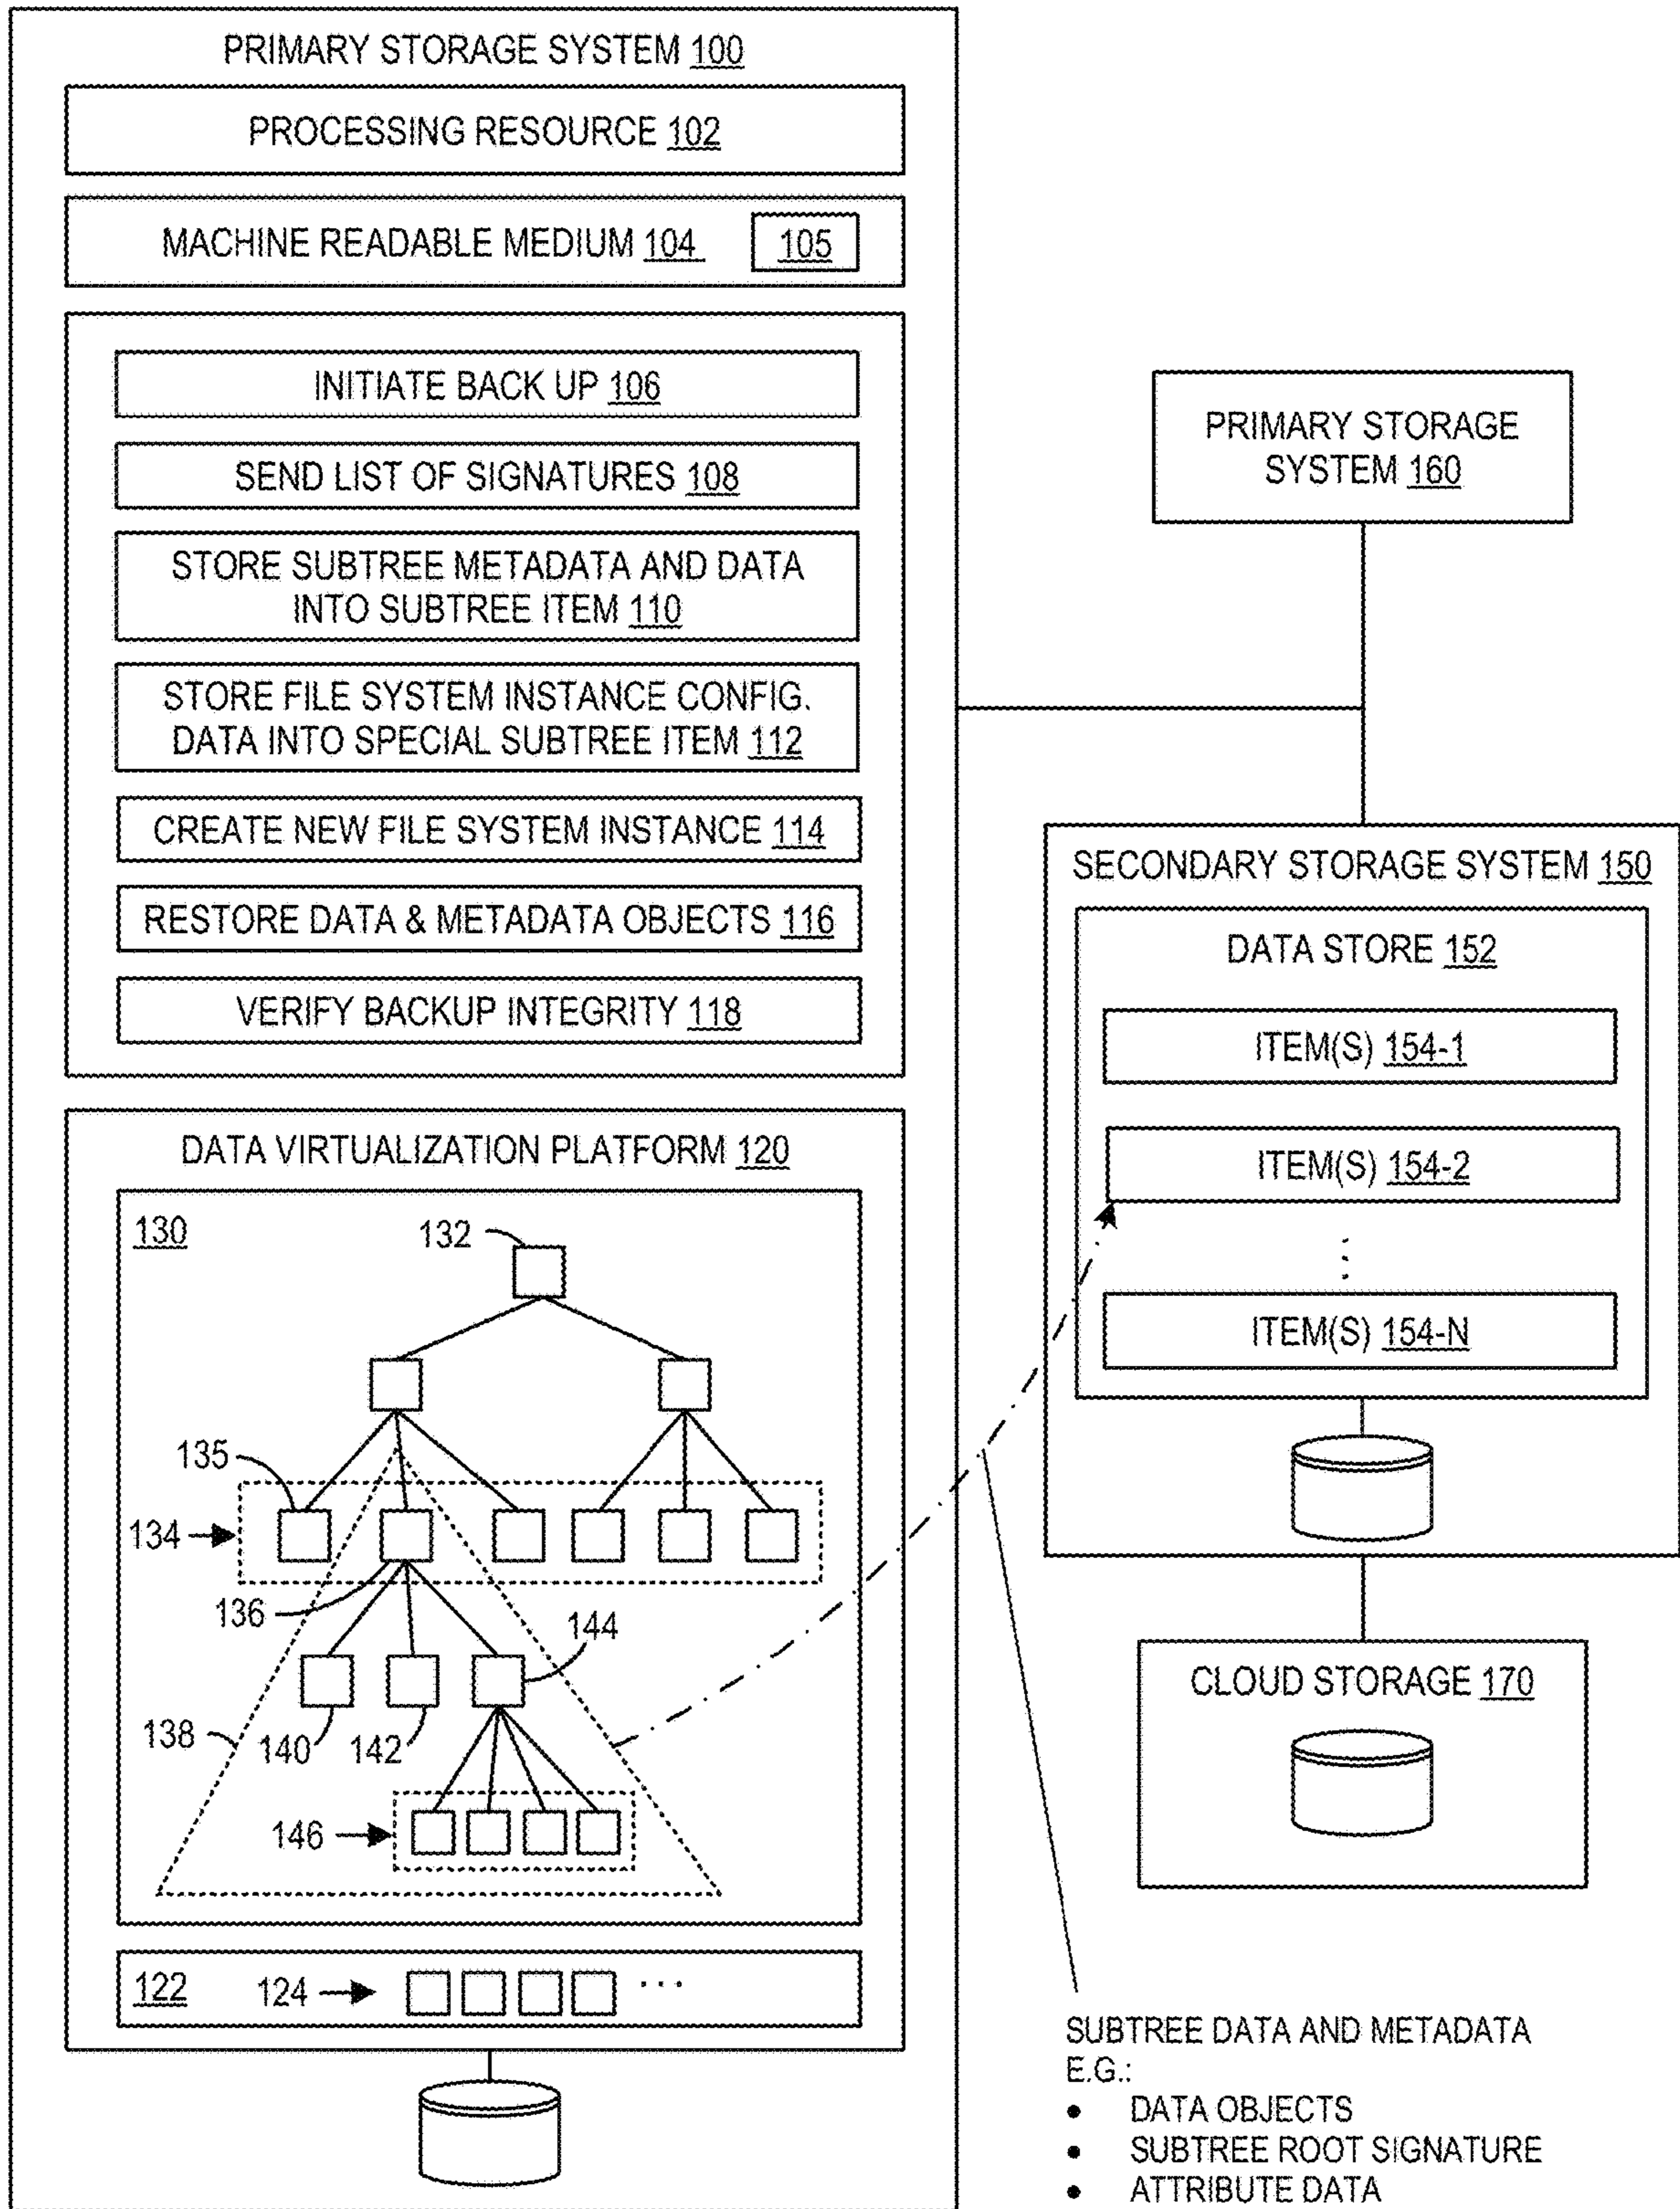 PRIMARY STORAGE SYSTEM 100
PROCESSING RESOURCE 102
MACHINE READABLE MEDIUM 104
105
INITIATE BACK UP 106
SEND LIST OF SIGNATURES 108
STORE SUBTREE METADATA AND DATA
INTO SUBTREE ITEM 110
STORE FILE SYSTEM INSTANCE CONFIG.
DATA INTO SPECIAL SUBTREE ITEM 112
CREATE NEW FILE SYSTEM INSTANCE 114
RESTORE DATA & METADATA OBJECTS 116
VERIFY BACKUP INTEGRITY 118
DATA VIRTUALIZATION PLATFORM 120
130
132
135
134
136
144
138
140
142
146
122
124
...
PRIMARY STORAGE
SYSTEM 160
SECONDARY STORAGE SYSTEM 150
DATA STORE 152
ITEM(S) 154-1
ITEM(S) 154-2
⋮
ITEM(S) 154-N
CLOUD STORAGE 170
SUBTREE DATA AND METADATA
E.G.:
• DATA OBJECTS
• SUBTREE ROOT SIGNATURE
• ATTRIBUTE DATA